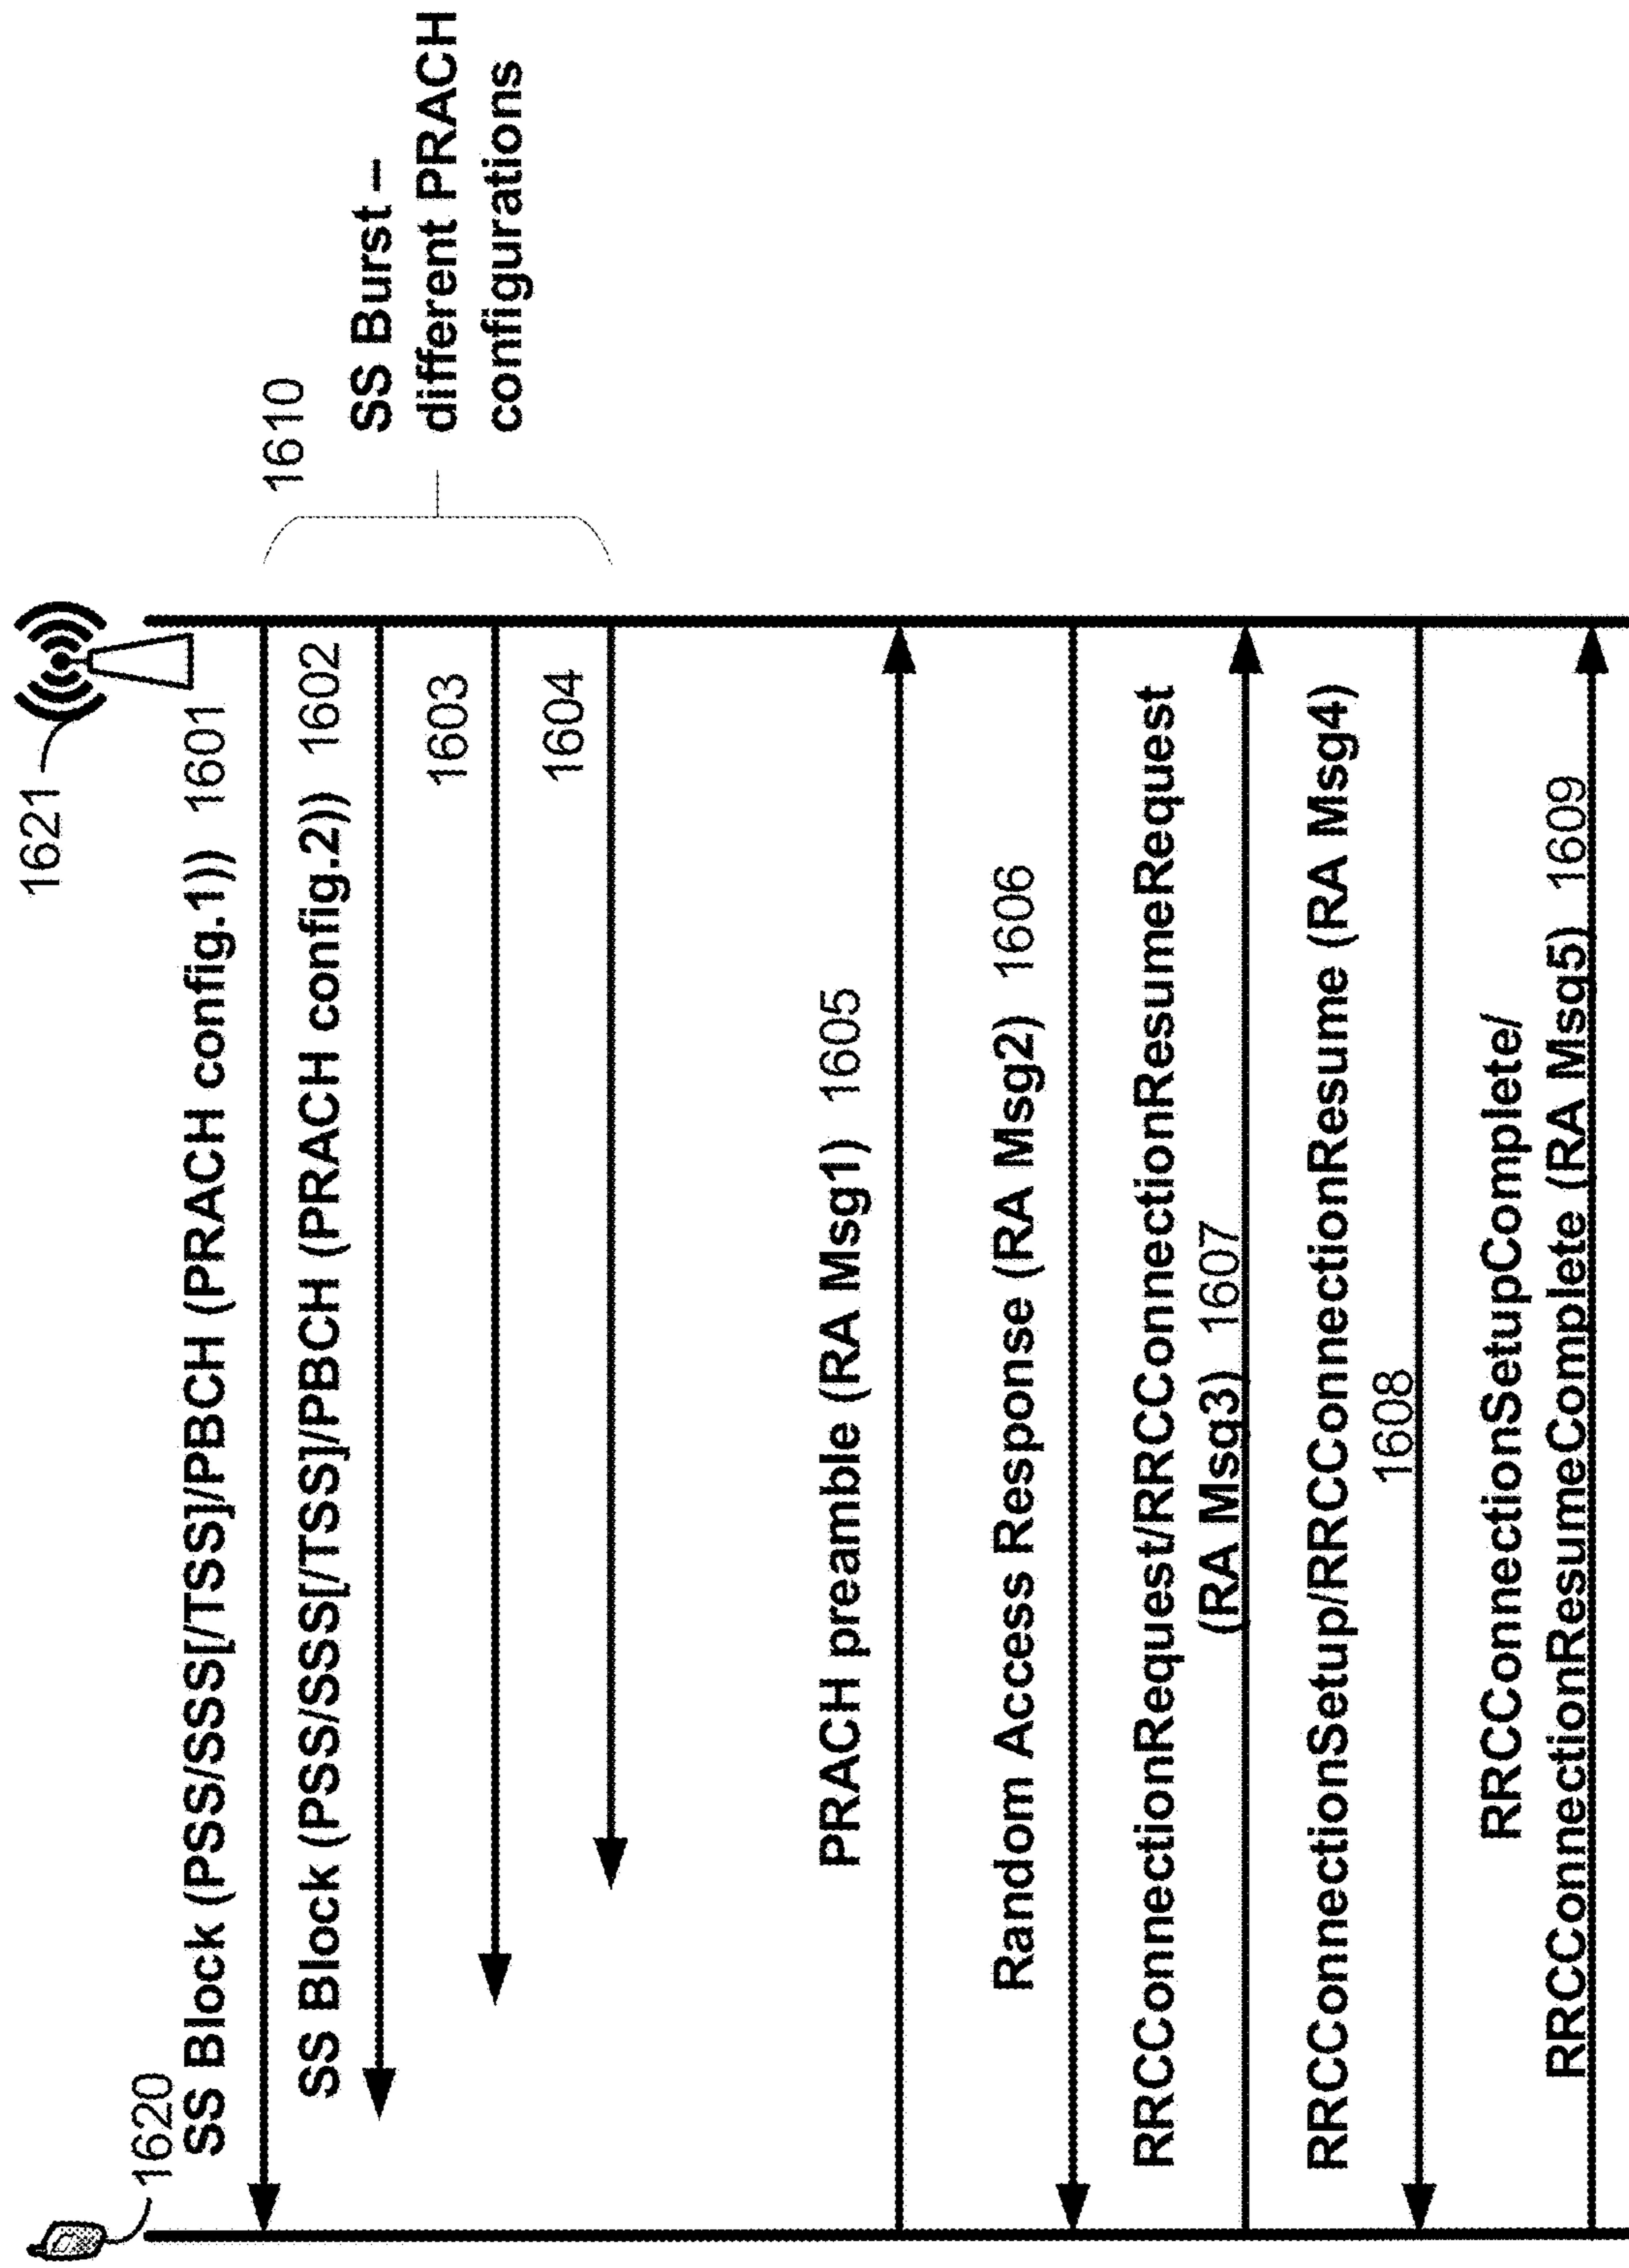 1620
1621
SS Block (PSS/SSS[/TSS]/PBCH (PRACH config.1)) 1601
1610
SS Block (PSS/SSS[/TSS]/PBCH (PRACH config.2)) 1602
SS Burst –
different PRACH
configurations
1603
1604
PRACH preamble (RA Msg1) 1605
Random Access Response (RA Msg2) 1606
RRCConnectionRequest/RRCConnectionResumeRequest
(RA Msg3) 1607
RRCConnectionSetup/RRCConnectionResume (RA Msg4)
1608
RRCConnectionSetupComplete/
RRCConnectionResumeComplete (RA Msg5) 1609